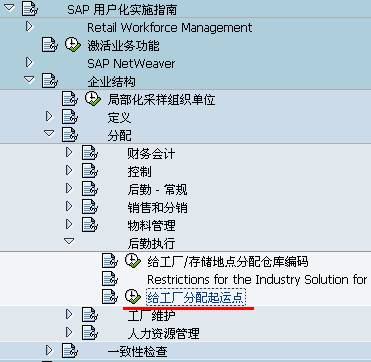 SAP 用户化实施指南
Retail Workforce Management
激活业务功能
SAP NetWeaver
企业结构
局部化采样组织单位
定义
分配
财务会计
控制
后勤 - 常规
销售和分销
物料管理
后勤执行
给工厂/存储地点分配仓库编码
Restrictions for the Industry Solution for
给工厂分配起运点
工厂维护
人力资源管理
一致性检查